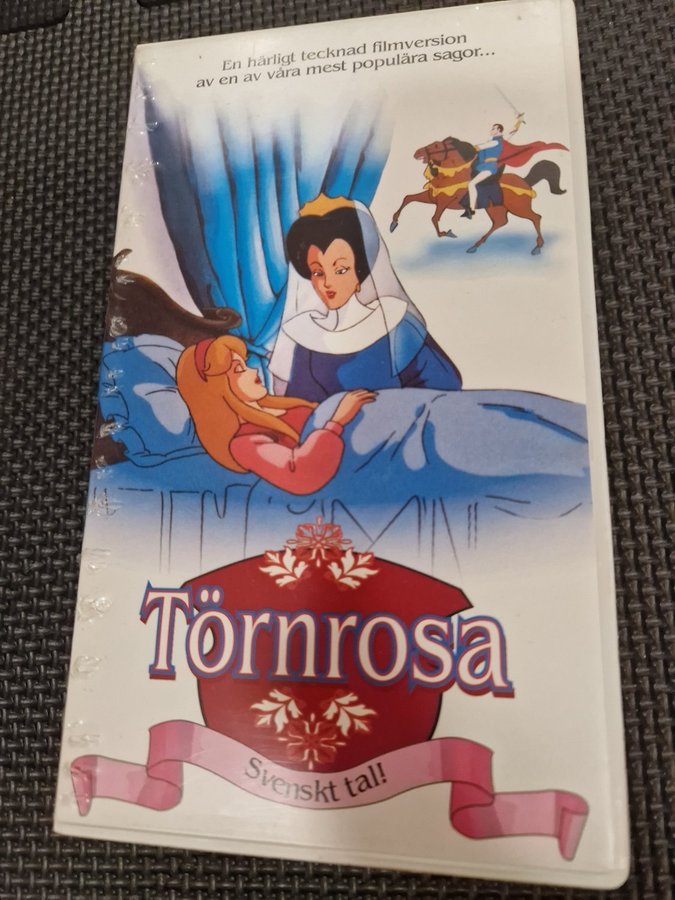 En härligt tecknad filmversion
av en av våra mest populära sagor...
Törnrosa
Svenskt tal!